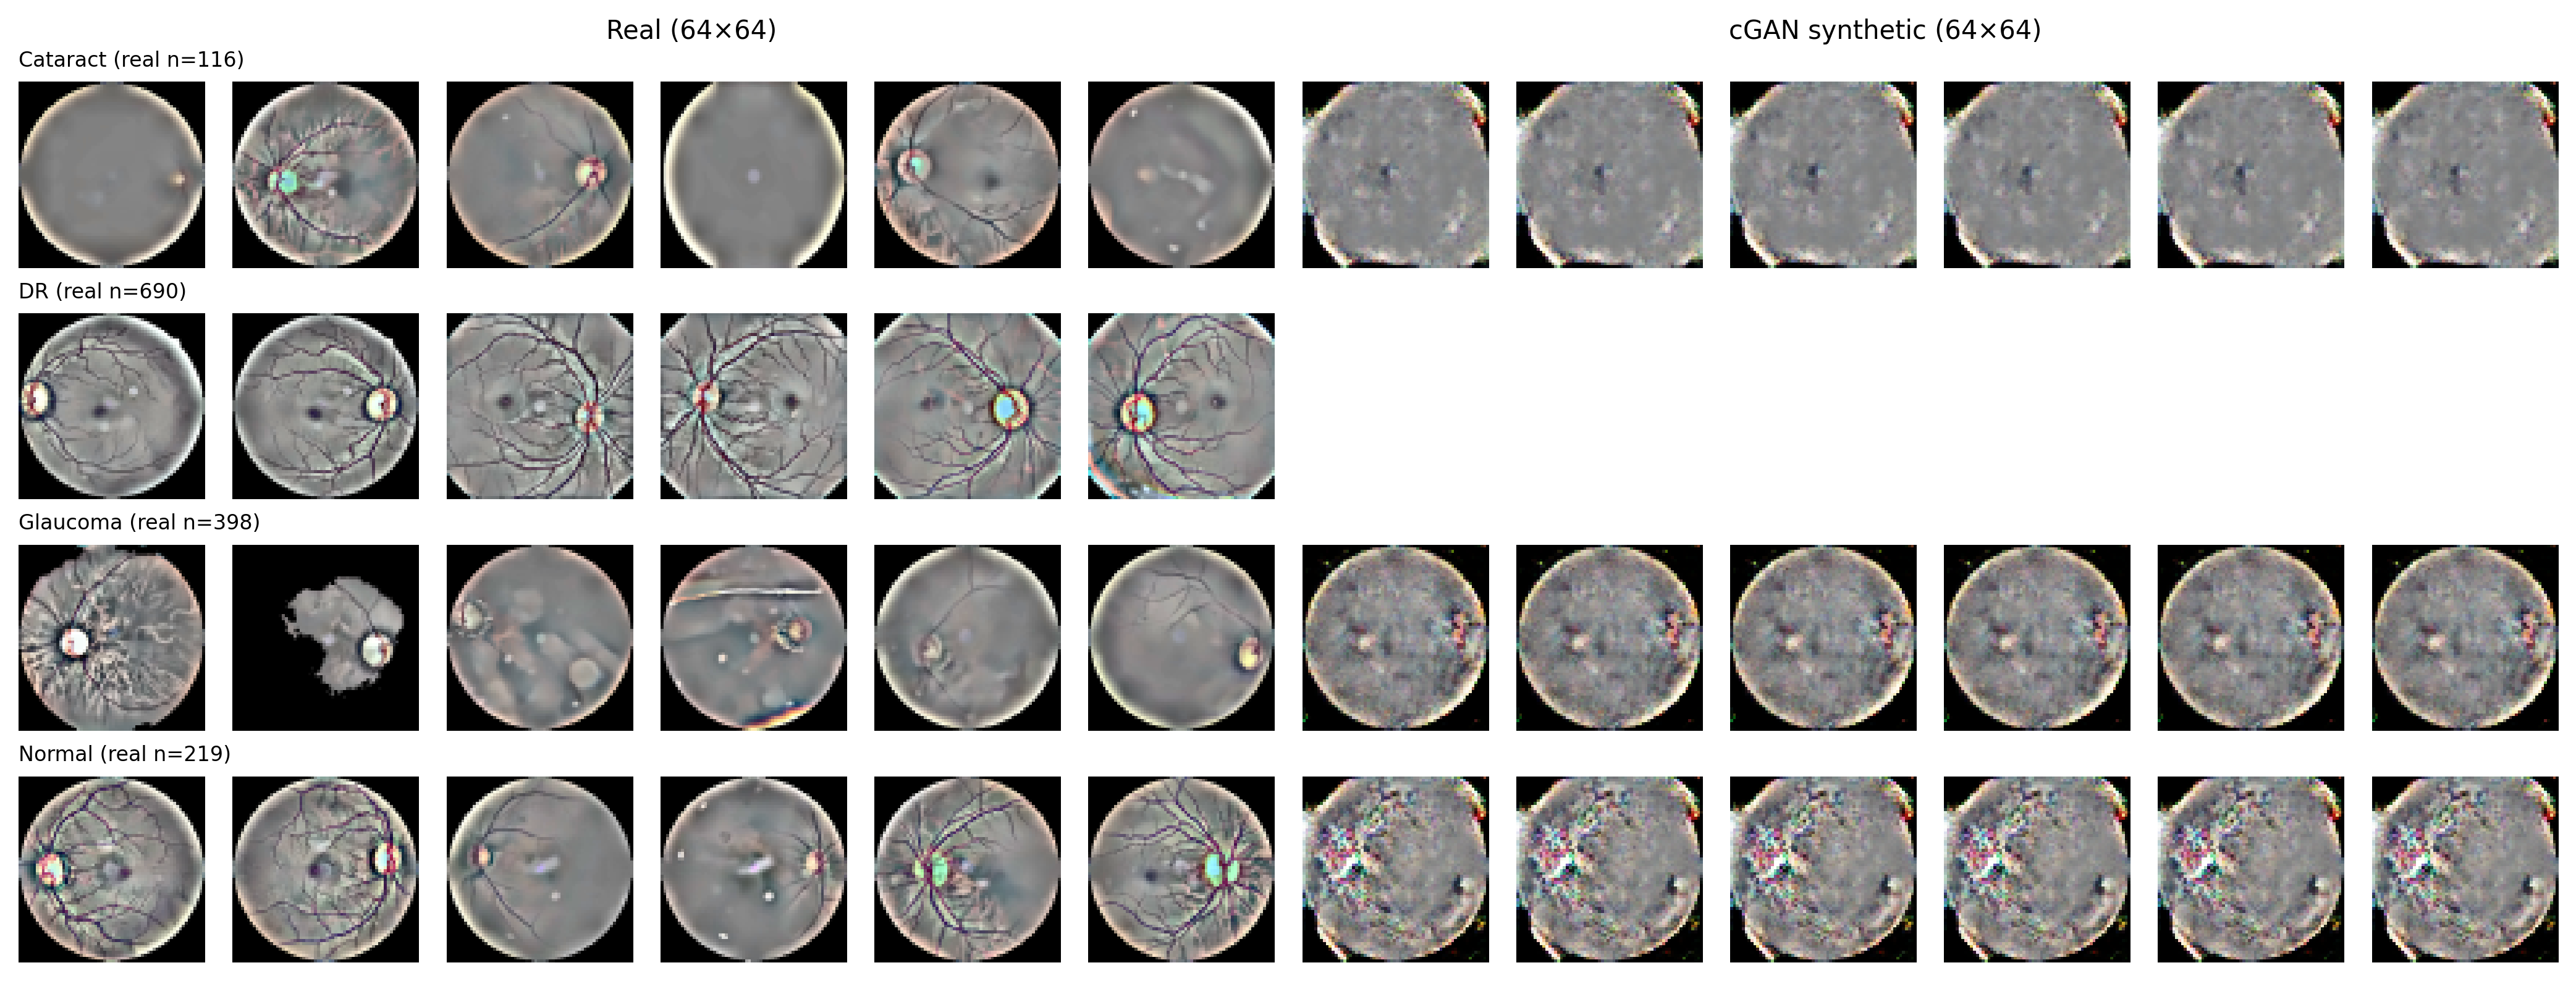 Real (64×64)
cGAN synthetic (64×64)
Cataract (real n=116)
DR (real n=690)
Glaucoma (real n=398)
Normal (real n=219)